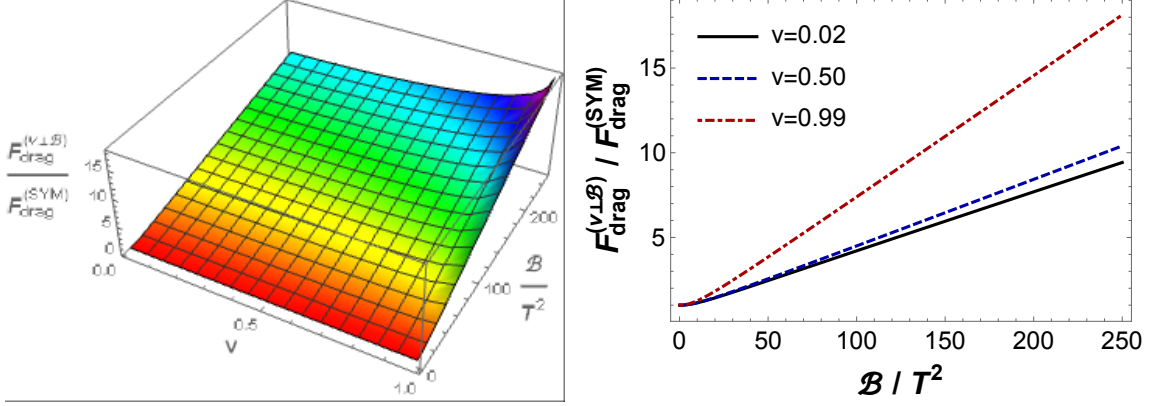 F_drag^(v⊥ℬ)
F_drag^(SYM)
15
10
5
0
0.0
0.5
1.0
v
0
100
200
ℬ
T²
F_drag^(v⊥ℬ) / F_drag^(SYM)
15
10
5
v=0.02
v=0.50
v=0.99
0 50 100 150 200 250
ℬ / T²